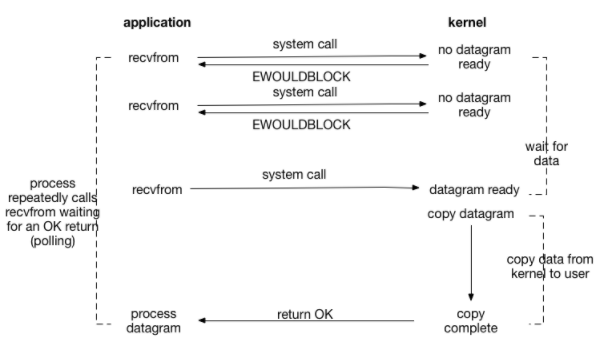 application
kernel
recvfrom
system call
no datagram
ready
EWOULDBLOCK
recvfrom
system call
no datagram
ready
EWOULDBLOCK
wait for
data
process
repeatedly calls
recvfrom waiting
for an OK return
(polling)
recvfrom
system call
datagram ready
copy datagram
copy data from
kernel to user
process
datagram
return OK
copy
complete